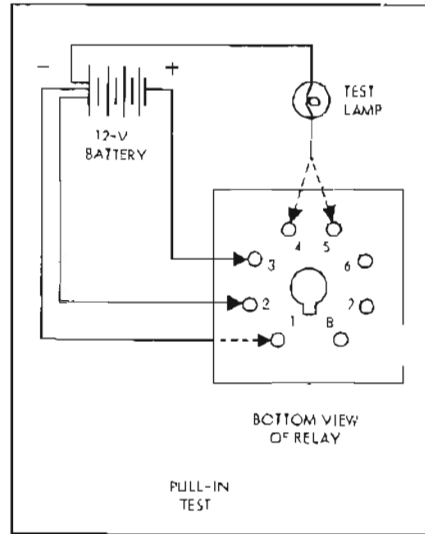 - +
12-V
BATTERY
TEST
LAMP
4 5
3 6
2 7
1 8
BOTTOM VIEW
OF RELAY
PULL-IN
TEST